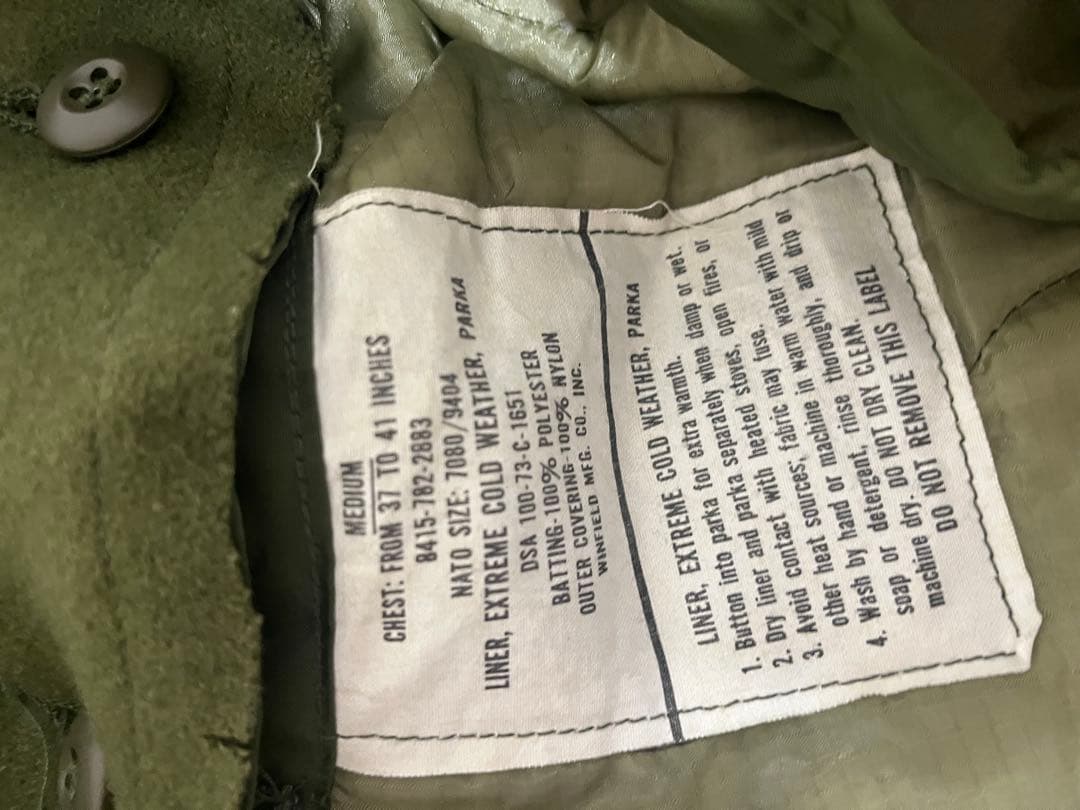 MEDIUM
CHEST: FROM 37 TO 41 INCHES
8415-782-2883
NATO SIZE: 7080/9404
LINER, EXTREME COLD WEATHER, PARKA
DSA 100-73-C-1651
BATTING-100% POLYESTER
OUTER COVERING-100% NYLON
WINFIELD MFG. CO., INC.
LINER, EXTREME COLD WEATHER, PARKA
1. Button into parka for extra warmth.
2. Dry liner and parka separately when damp or wet.
3. Avoid contact with heated stoves, open fires, or
other heat sources; fabric may fuse.
4. Wash by hand or machine in warm water with mild
soap or detergent, rinse thoroughly, and drip or
machine dry. DO NOT DRY CLEAN.
DO NOT REMOVE THIS LABEL